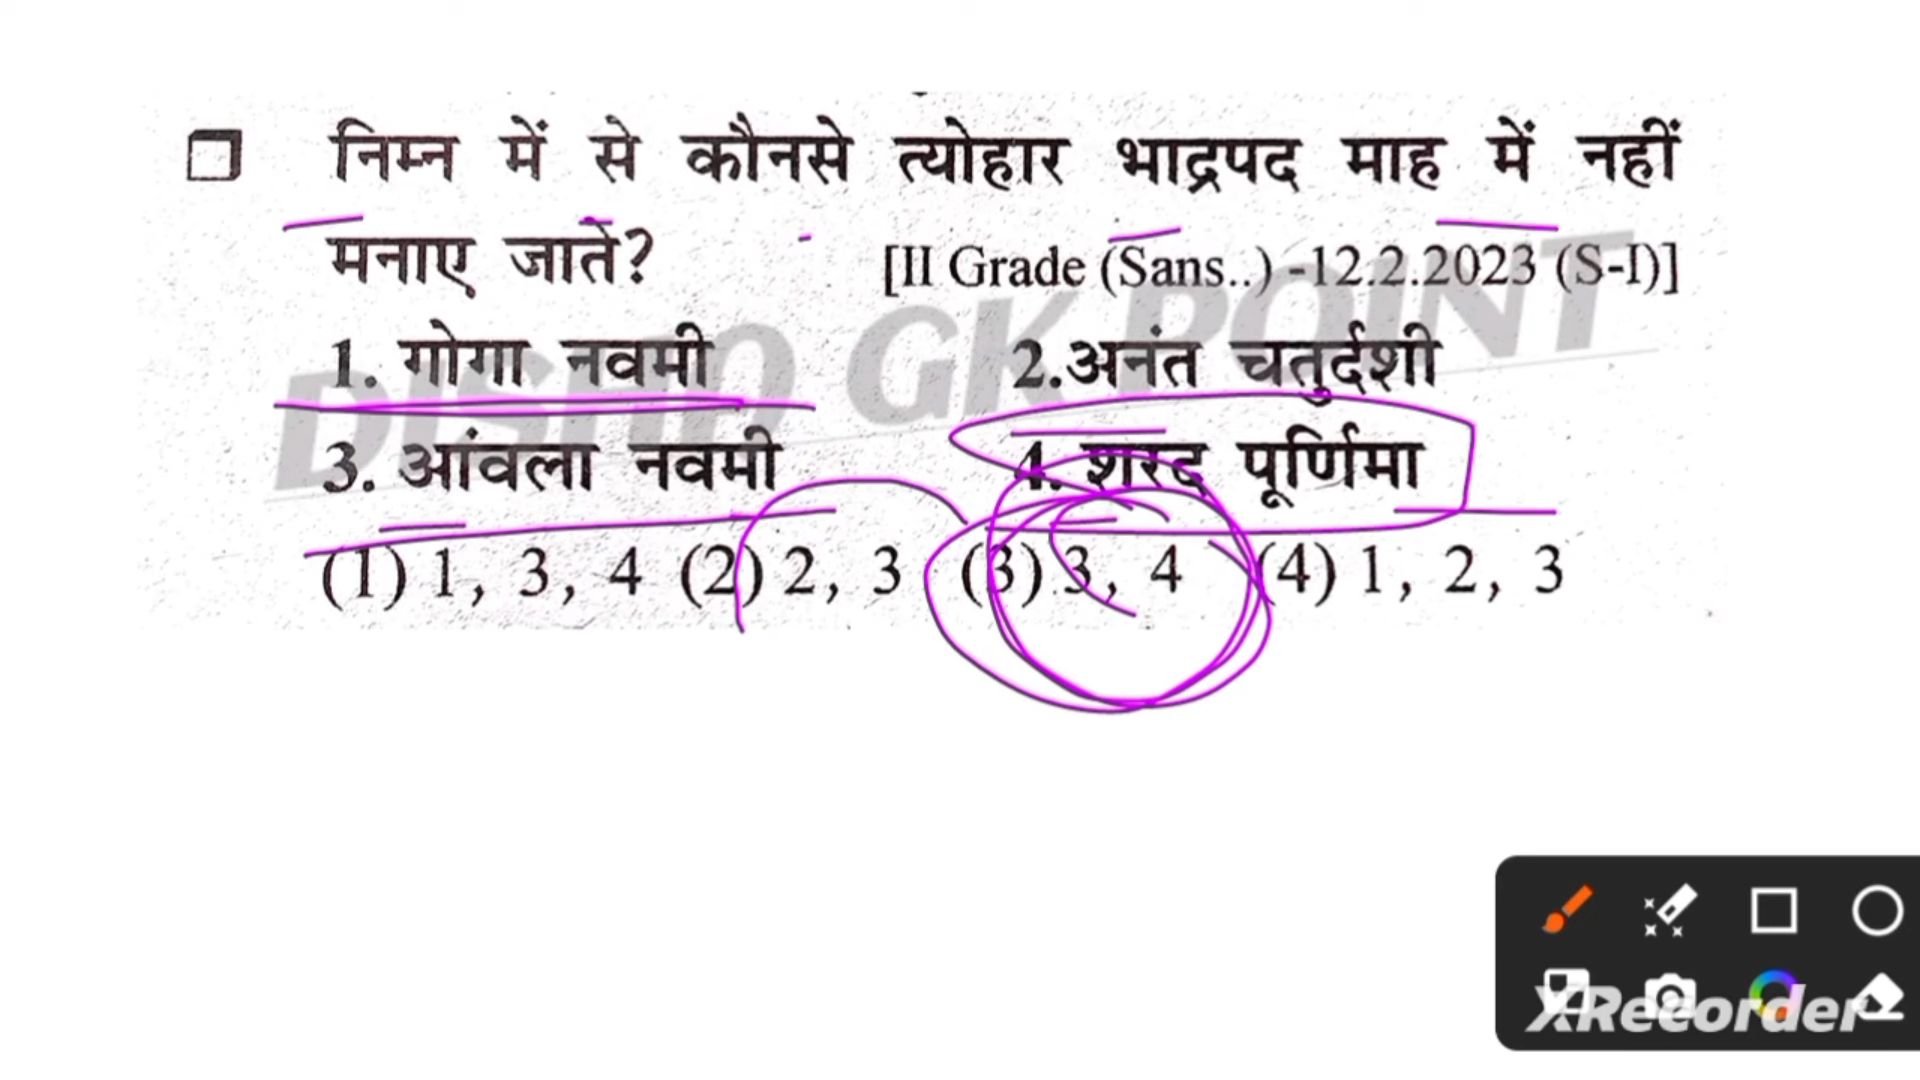 निम्न में से कौनसे त्योहार भाद्रपद माह में नहीं
मनाए जाते? [II Grade (Sans..) -12.2.2023 (S-I)]
1. गोगा नवमी 2.अनंत चतुर्दशी
3. आंवला नवमी 4. शरद पूर्णिमा
(1) 1, 3, 4 (2) 2, 3 (3) 3, 4 (4) 1, 2, 3
DISHA GK POINT
XRecorder